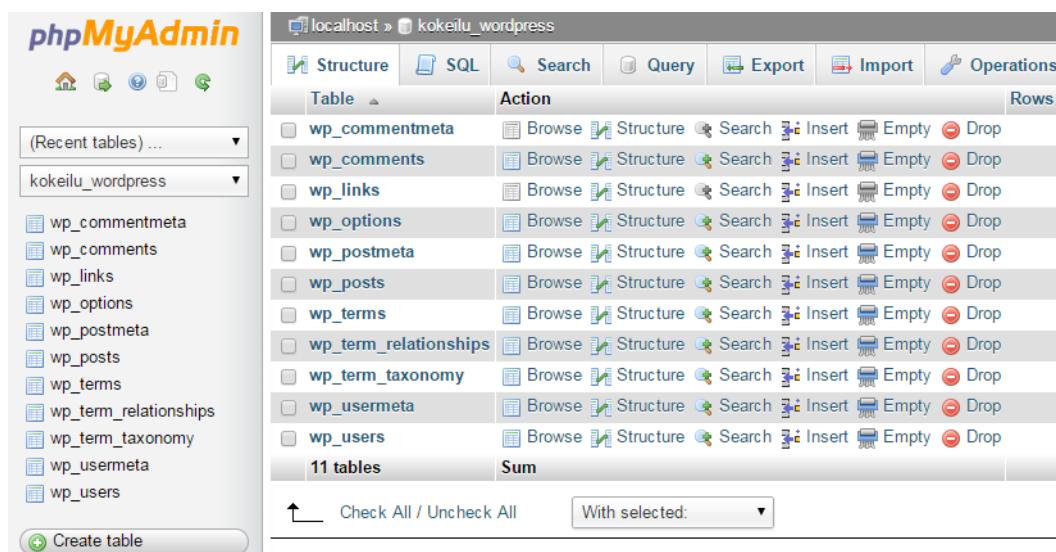 phpMyAdmin
(Recent tables) ...
kokeilu_wordpress
wp_commentmeta
wp_comments
wp_links
wp_options
wp_postmeta
wp_posts
wp_terms
wp_term_relationships
wp_term_taxonomy
wp_usermeta
wp_users
Create table
localhost » kokeilu_wordpress
Structure SQL Search Query Export Import Operations
Table Action Rows
wp_commentmeta Browse Structure Search Insert Empty Drop
wp_comments Browse Structure Search Insert Empty Drop
wp_links Browse Structure Search Insert Empty Drop
wp_options Browse Structure Search Insert Empty Drop
wp_postmeta Browse Structure Search Insert Empty Drop
wp_posts Browse Structure Search Insert Empty Drop
wp_terms Browse Structure Search Insert Empty Drop
wp_term_relationships Browse Structure Search Insert Empty Drop
wp_term_taxonomy Browse Structure Search Insert Empty Drop
wp_usermeta Browse Structure Search Insert Empty Drop
wp_users Browse Structure Search Insert Empty Drop
11 tables Sum
Check All / Uncheck All With selected: